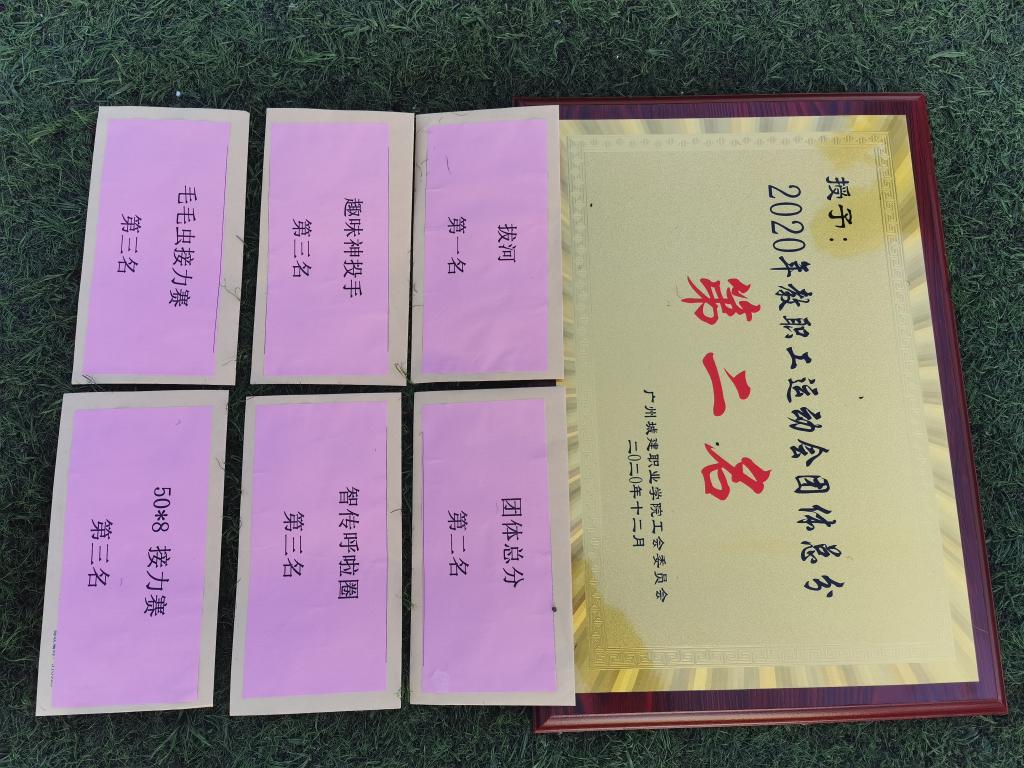 授予：
2020年教职工运动会团体总分
第二名
广州城建职业学院工会委员会
二〇二〇年十二月
拔河
第一名
团体总分
第二名
趣味神投手
第三名
智传呼啦圈
第三名
毛毛虫接力赛
第三名
50*8 接力赛
第三名